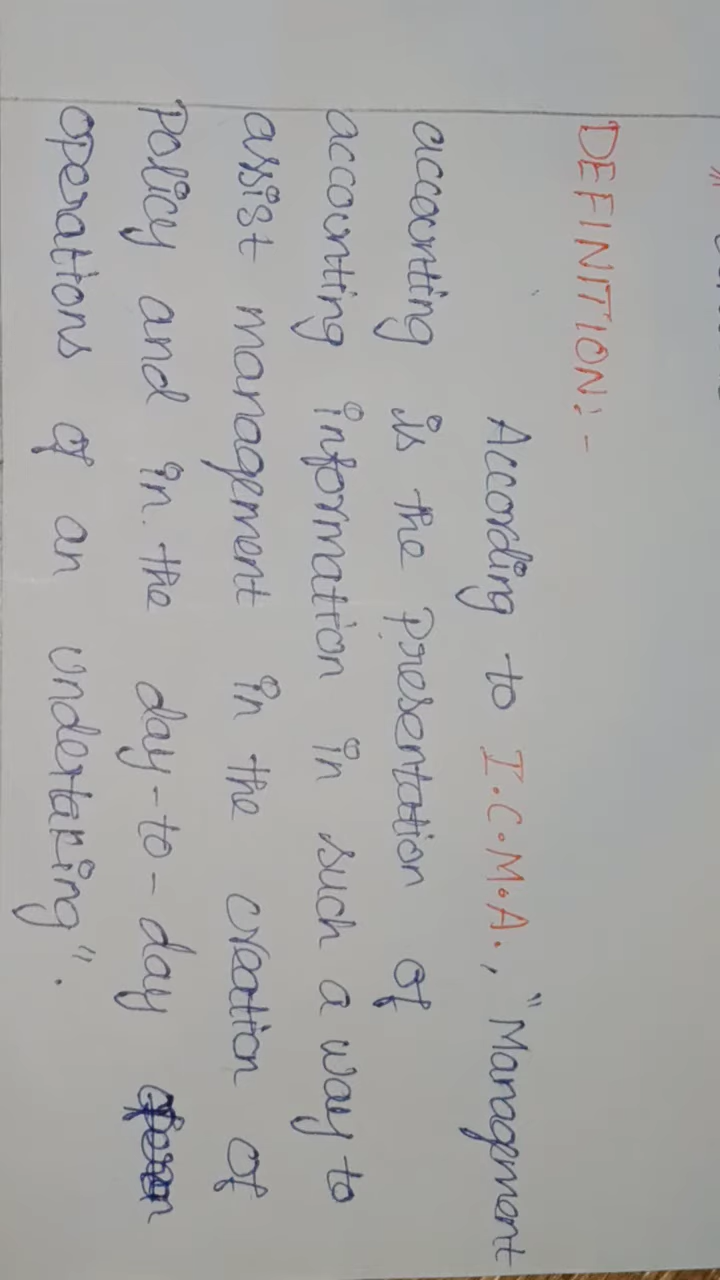 DEFINITION:-
According to I.C.M.A., "Management
accounting is the presentation of
accounting information in such a way to
assist management in the creation of
policy and in the day-to-day
operations of an undertaking".